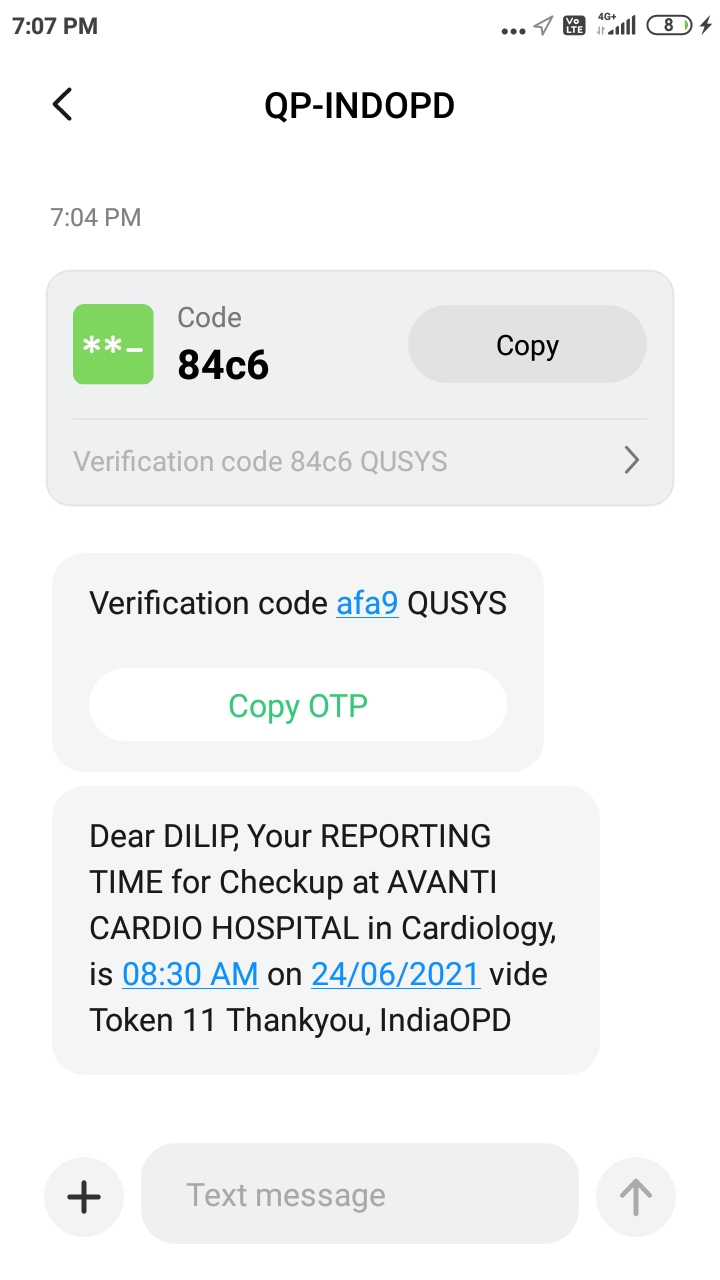 7:07 PM
4G+
Vo
LTE
8
QP-INDOPD
7:04 PM
**_
Code
84c6
Copy
Verification code 84c6 QUSYS
Verification code afa9 QUSYS
Copy OTP
Dear DILIP, Your REPORTING
TIME for Checkup at AVANTI
CARDIO HOSPITAL in Cardiology,
is 08:30 AM on 24/06/2021 vide
Token 11 Thankyou, IndiaOPD
Text message